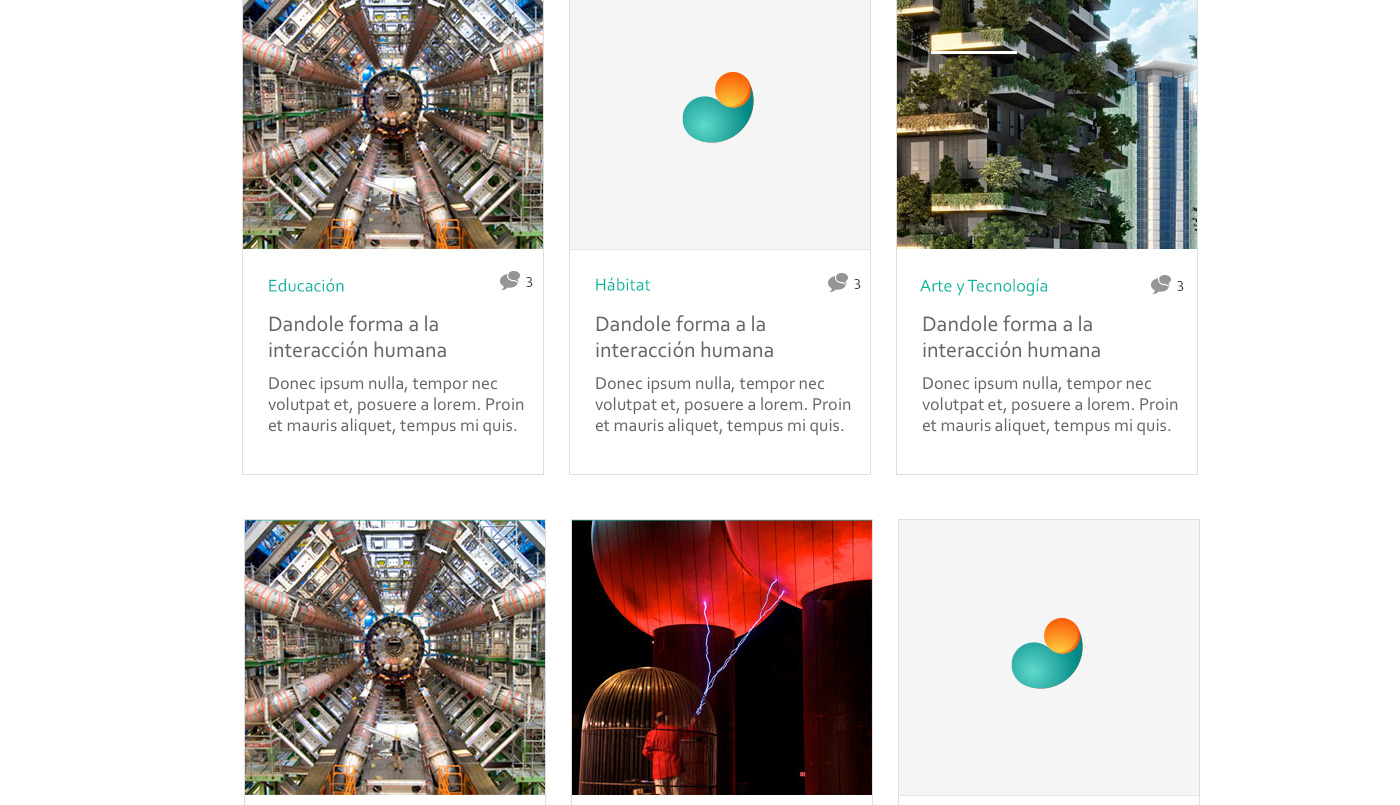 Educación 3
Dandole forma a la
interacción humana
Donec ipsum nulla, tempor nec
volutpat et, posuere a lorem. Proin
et mauris aliquet, tempus mi quis.
Hábitat 3
Dandole forma a la
interacción humana
Donec ipsum nulla, tempor nec
volutpat et, posuere a lorem. Proin
et mauris aliquet, tempus mi quis.
Arte y Tecnología 3
Dandole forma a la
interacción humana
Donec ipsum nulla, tempor nec
volutpat et, posuere a lorem. Proin
et mauris aliquet, tempus mi quis.